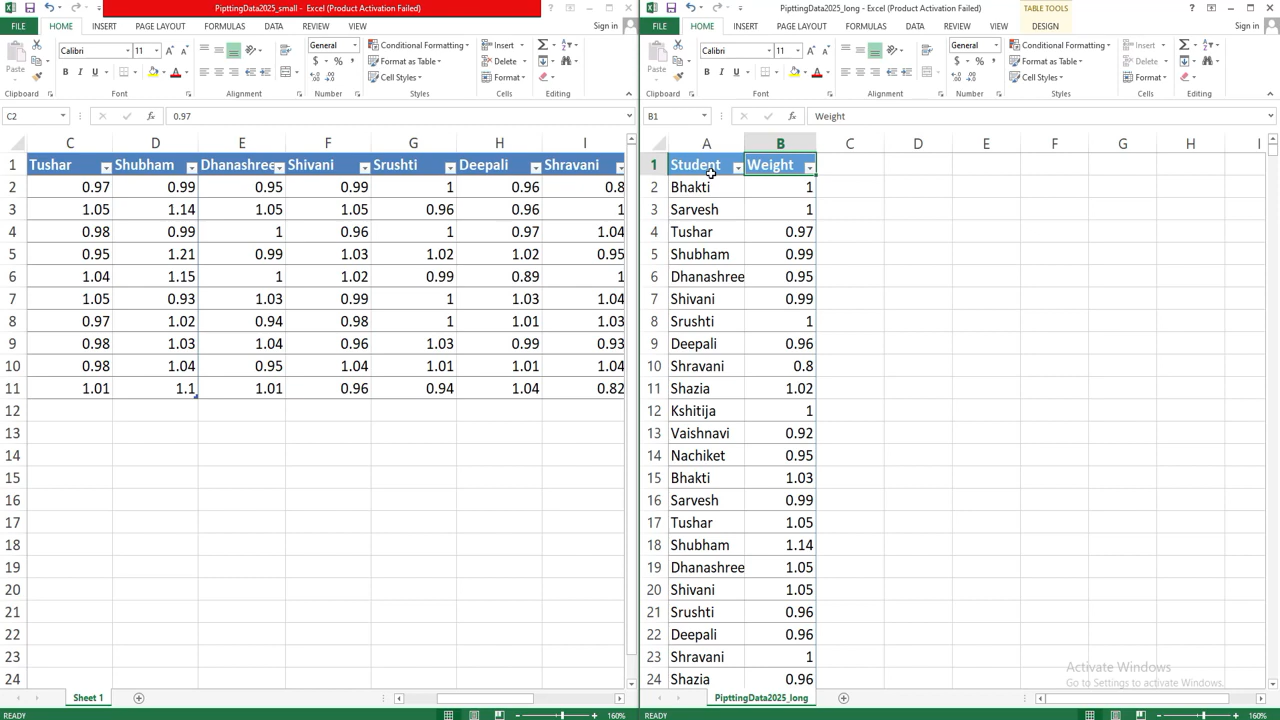 PipttingData2025_small - Excel (Product Activation Failed)
FILE HOME INSERT PAGE LAYOUT FORMULAS DATA REVIEW VIEW Sign in
Paste Calibri 11 General Conditional Formatting Insert
B I U $ % , Format as Table Delete
Cell Styles Format
Clipboard Font Alignment Number Styles Cells Editing
C2 0.97
C D E F G H I
1 Tushar Shubham Dhanashree Shivani Srushti Deepali Shravani
2 0.97 0.99 0.95 0.99 1 0.96 0.8
3 1.05 1.14 1.05 1.05 0.96 0.96 1
4 0.98 0.99 1 0.96 1 0.97 1.04
5 0.95 1.21 0.99 1.03 1.02 1.02 0.95
6 1.04 1.15 1 1.02 0.99 0.89 1
7 1.05 0.93 1.03 0.99 1 1.03 1.04
8 0.97 1.02 0.94 0.98 1 1.01 1.03
9 0.98 1.03 1.04 0.96 1.03 0.99 0.93
10 0.98 1.04 0.95 1.04 1.01 1.01 1.04
11 1.01 1.1 1.01 0.96 0.94 1.04 0.82
12
13
14
15
16
17
18
19
20
21
22
23
24
Sheet 1
READY 160%
PipttingData2025_long - Excel (Product Activation Failed) TABLE TOOLS
FILE HOME INSERT PAGE LAYOUT FORMULAS DATA REVIEW VIEW DESIGN Sign in
Paste Calibri 11 General Conditional Formatting Insert
B I U $ % , Format as Table Delete
Cell Styles Format
Clipboard Font Alignment Number Styles Cells Editing
B1 Weight
A B C D E F G H I
1 Student Weight
2 Bhakti 1
3 Sarvesh 1
4 Tushar 0.97
5 Shubham 0.99
6 Dhanashree 0.95
7 Shivani 0.99
8 Srushti 1
9 Deepali 0.96
10 Shravani 0.8
11 Shazia 1.02
12 Kshitija 1
13 Vaishnavi 0.92
14 Nachiket 0.95
15 Bhakti 1.03
16 Sarvesh 0.99
17 Tushar 1.05
18 Shubham 1.14
19 Dhanashree 1.05
20 Shivani 1.05
21 Srushti 0.96
22 Deepali 0.96
23 Shravani 1
24 Shazia 0.96
Activate Windows
Go to Settings to activate Windows.
PipttingData2025_long
READY 160%